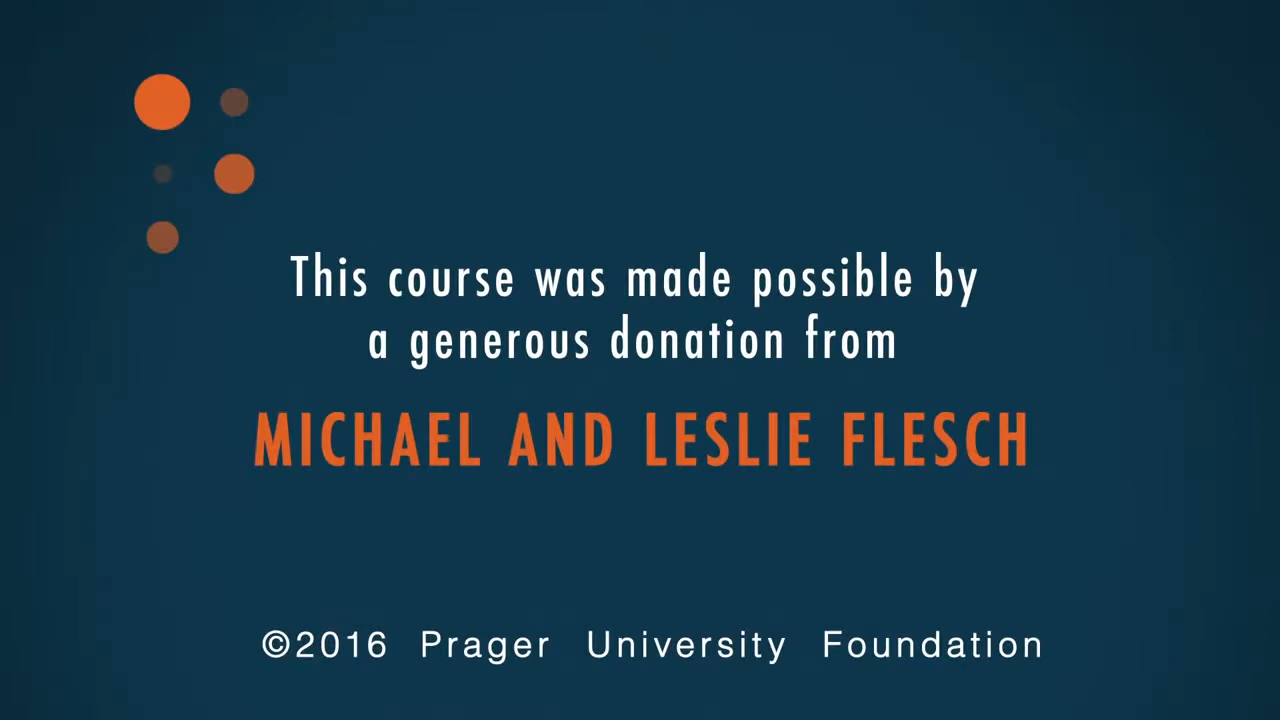 This course was made possible by
a generous donation from
MICHAEL AND LESLIE FLESCH
©2016 Prager University Foundation